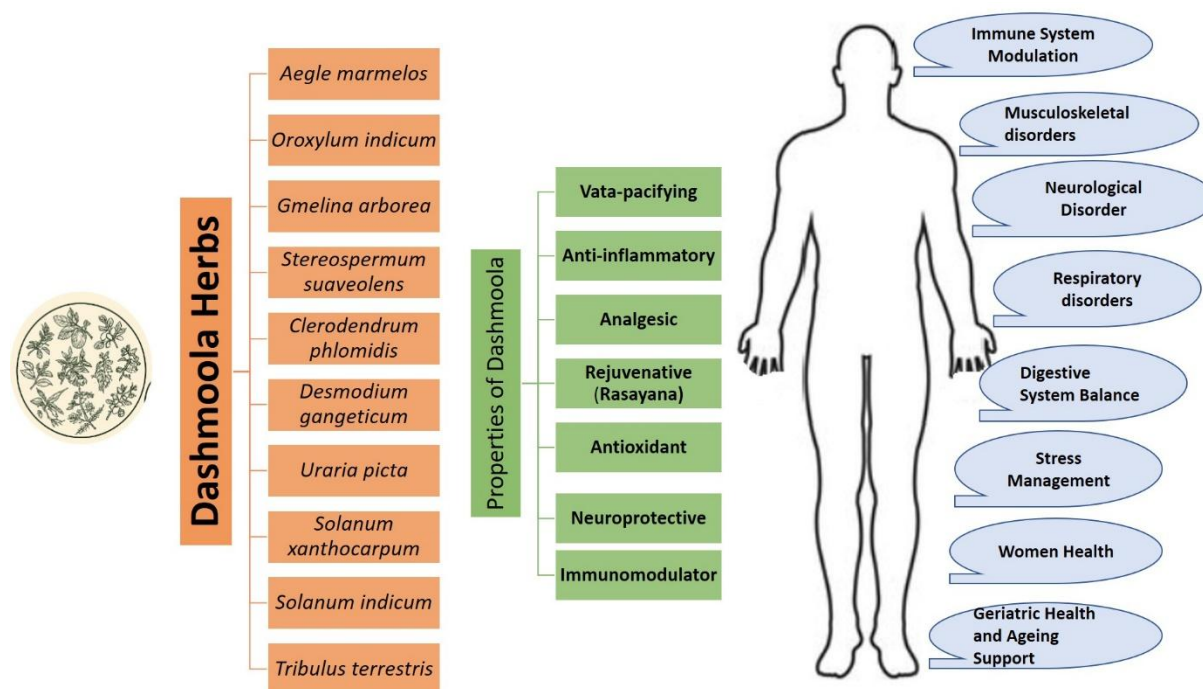 Dashmoola Herbs
Aegle marmelos
Oroxylum indicum
Gmelina arborea
Stereospermum
suaveolens
Clerodendrum
phlomidis
Desmodium
gangeticum
Uraria picta
Solanum
xanthocarpum
Solanum indicum
Tribulus terrestris
Properties of Dashmoola
Vata-pacifying
Anti-inflammatory
Analgesic
Rejuvenative
(Rasayana)
Antioxidant
Neuroprotective
Immunomodulator
Immune System
Modulation
Musculoskeletal
disorders
Neurological
Disorder
Respiratory
disorders
Digestive
System Balance
Stress
Management
Women Health
Geriatric Health
and Ageing
Support